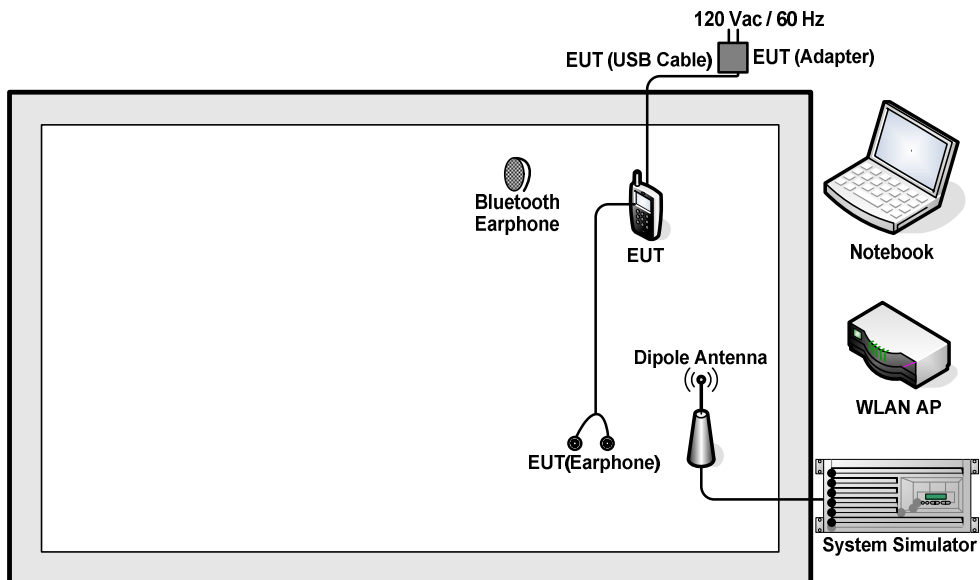 120 Vac / 60 Hz
EUT (USB Cable)
EUT (Adapter)
Bluetooth
Earphone
EUT
Notebook
Dipole Antenna
WLAN AP
EUT(Earphone)
System Simulator